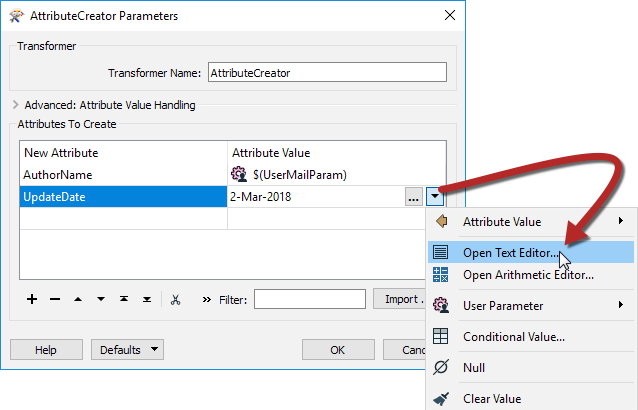 AttributeCreator Parameters
Transformer
Transformer Name: AttributeCreator
Advanced: Attribute Value Handling
Attributes To Create
New Attribute Attribute Value
AuthorName $(UserMailParam)
UpdateDate 2-Mar-2018 ...
Attribute Value
Open Text Editor...
Open Arithmetic Editor...
User Parameter
Conditional Value...
Null
Clear Value
Filter: Import .
Help Defaults OK Canc